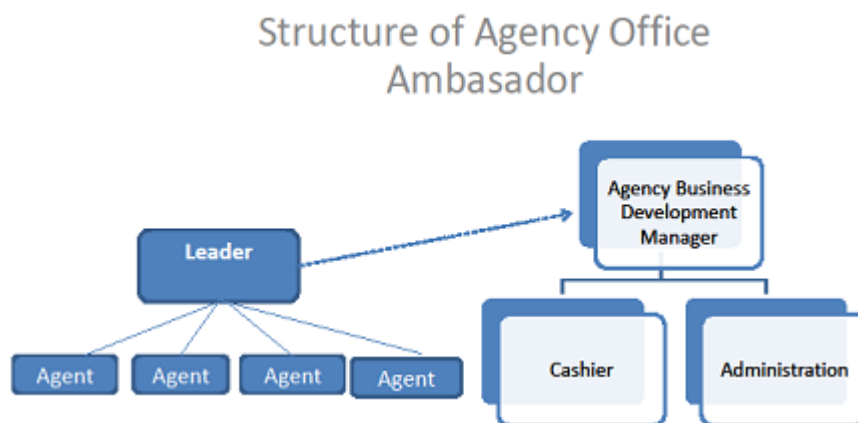 Structure of Agency Office
Ambasador
Agency Business
Development
Manager
Leader
Agent
Agent
Agent
Agent
Cashier
Administration